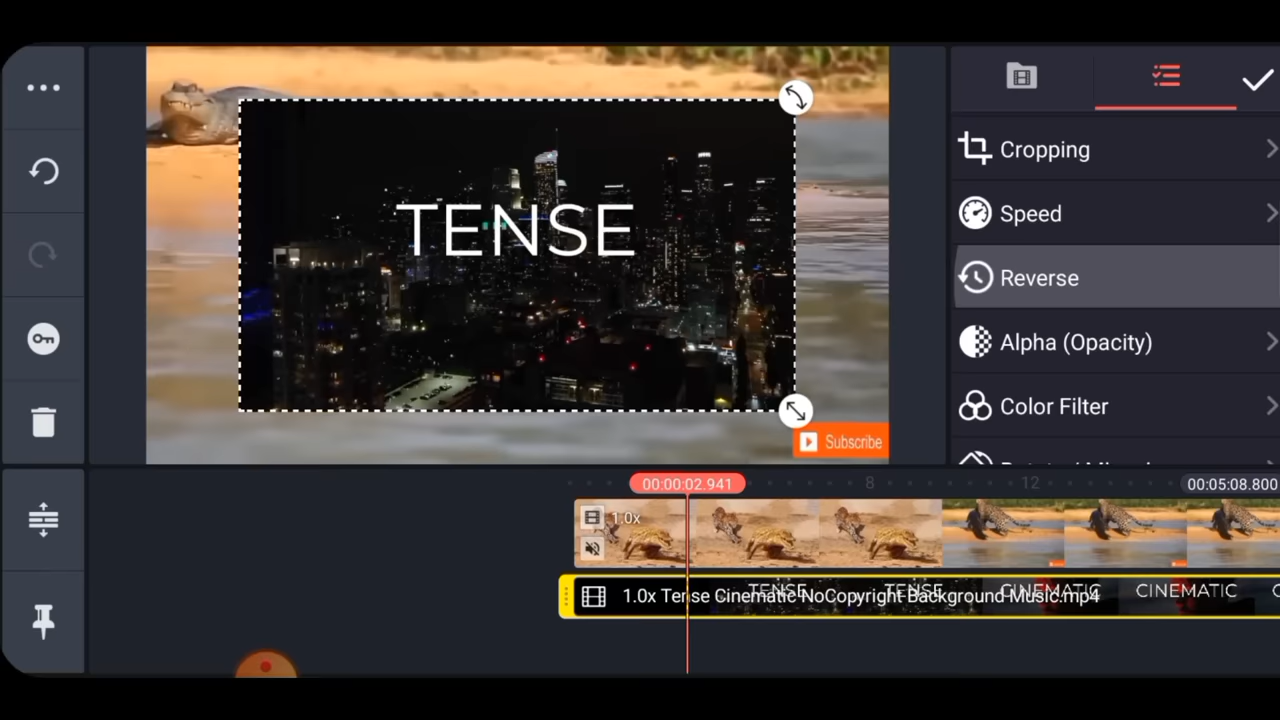 TENSE
Subscribe
Cropping
Speed
Reverse
Alpha (Opacity)
Color Filter
00:00:02.941
8
12
00:05:08.800
1.0x
TENSE
TENSE
CINEMATIC
CINEMATIC
1.0x Tense Cinematic NoCopyright Background Music.mp4